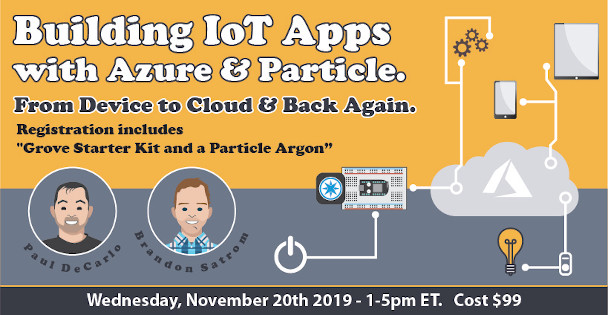 Building IoT Apps
with Azure & Particle.
From Device to Cloud & Back Again.
Registration includes
"Grove Starter Kit and a Particle Argon”
Paul DeCarlo
Brandon Satrom
Wednesday, November 20th 2019 - 1-5pm ET. Cost $99